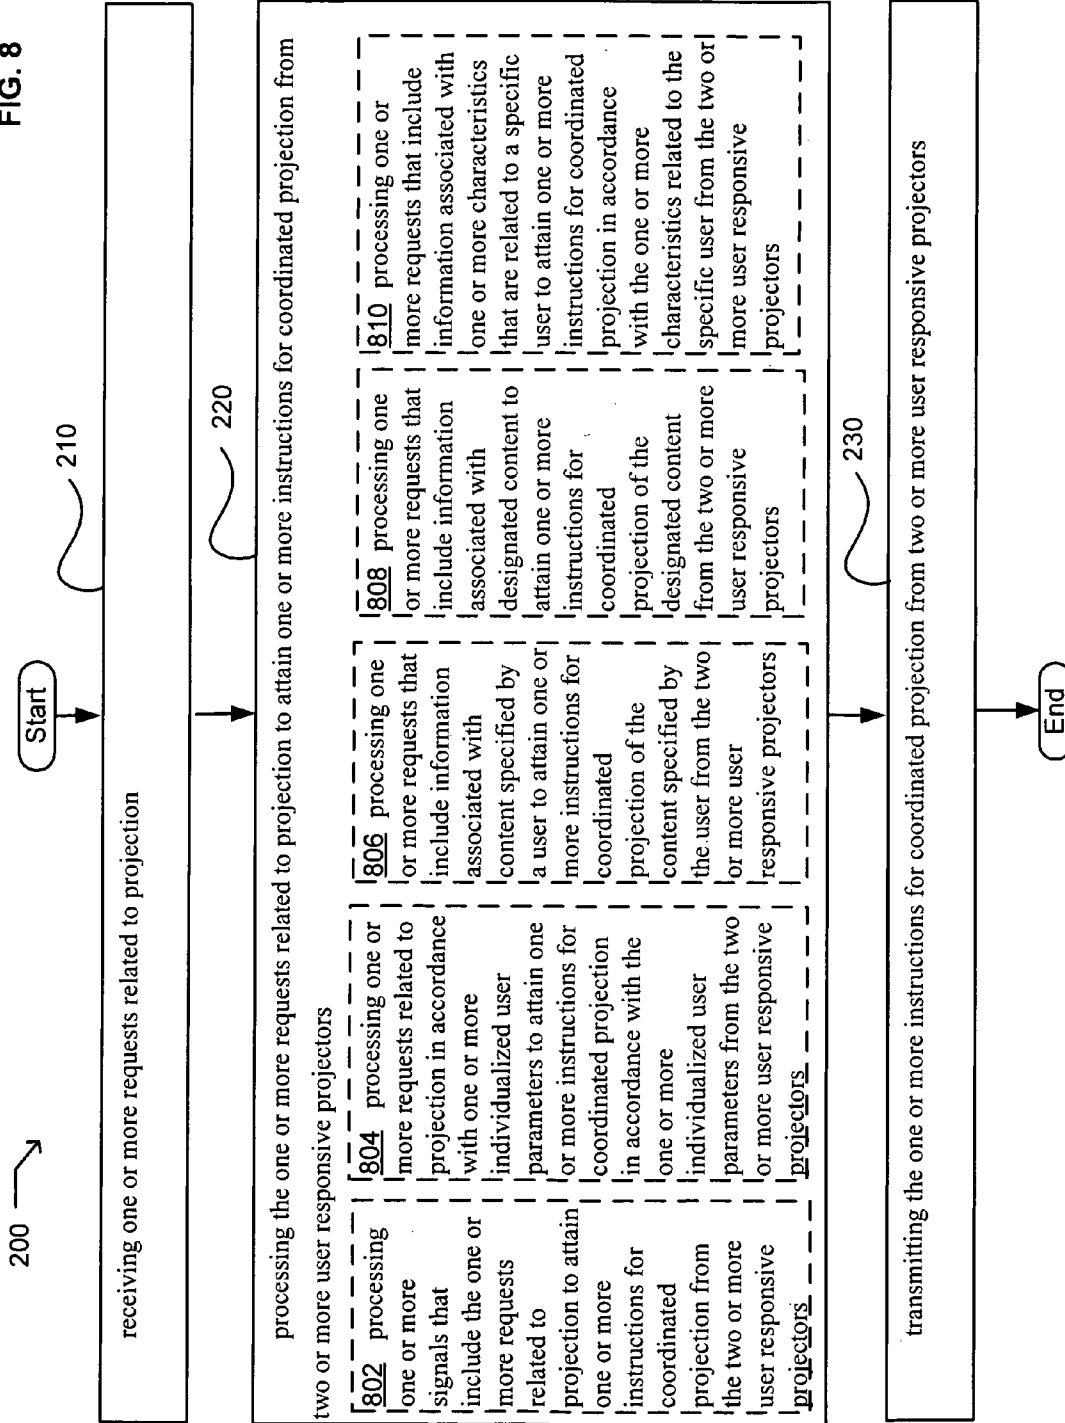 FIG. 8
200
Start
210
receiving one or more requests related to projection
220
processing the one or more requests related to projection to attain one or more instructions for coordinated projection from
two or more user responsive projectors
802 processing
one or more
signals that
include the one or
more requests
related to
projection to attain
one or more
instructions for
coordinated
projection from
the two or more
user responsive
projectors
804 processing one or
more requests related to
projection in accordance
with one or more
individualized user
parameters to attain one
or more instructions for
coordinated projection
in accordance with the
one or more
individualized user
parameters from the two
or more user responsive
projectors
806 processing one
or more requests that
include information
associated with
content specified by
a user to attain one or
more instructions for
coordinated
projection of the
content specified by
the user from the two
or more user
responsive projectors
808 processing one
or more requests that
include information
associated with
designated content to
attain one or more
instructions for
coordinated
projection of the
designated content
from the two or more
user responsive
projectors
810 processing one or
more requests that include
information associated with
one or more characteristics
that are related to a specific
user to attain one or more
instructions for coordinated
projection in accordance
with the one or more
characteristics related to the
specific user from the two or
more user responsive
projectors
230
transmitting the one or more instructions for coordinated projection from two or more user responsive projectors
End